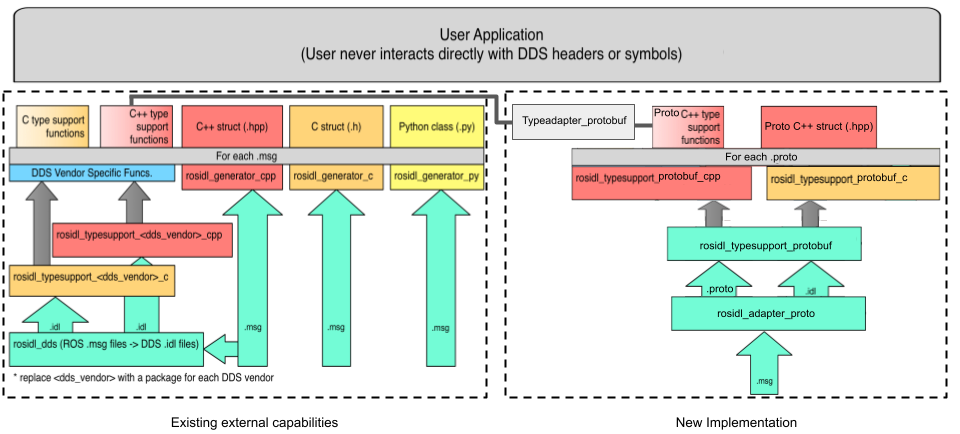 User Application
(User never interacts directly with DDS headers or symbols)
C type support
functions
C++ type
support
functions
C++ struct (.hpp)
C struct (.h)
Python class (.py)
For each .msg
DDS Vendor Specific Funcs.
rosidl_generator_cpp
rosidl_generator_c
rosidl_generator_py
rosidl_typesupport_<dds_vendor>_cpp
rosidl_typesupport_<dds_vendor>_c
.idl
.idl
.msg
.msg
.msg
rosidl_dds (ROS .msg files -> DDS .idl files)
* replace <dds_vendor> with a package for each DDS vendor
Existing external capabilities
Typeadapter_protobuf
Proto C++ type
support
functions
Proto C++ struct (.hpp)
For each .proto
rosidl_typesupport_protobuf_cpp
rosidl_typesupport_protobuf_c
rosidl_typesupport_protobuf
.proto
.idl
rosidl_adapter_proto
.msg
New Implementation